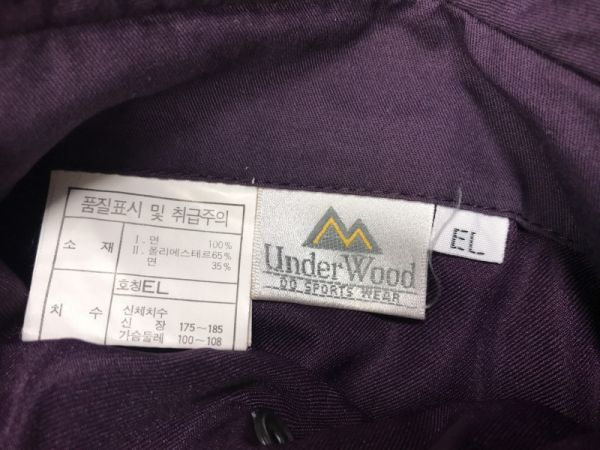 품질표시 및 취급주의
소 재 I. 면 100%
II. 폴리에스테르65%
면 35%
호칭EL
치 수 신체치수
신 장 175~185
가슴둘레 100~108
UnderWood
DO SPORTS WEAR
EL